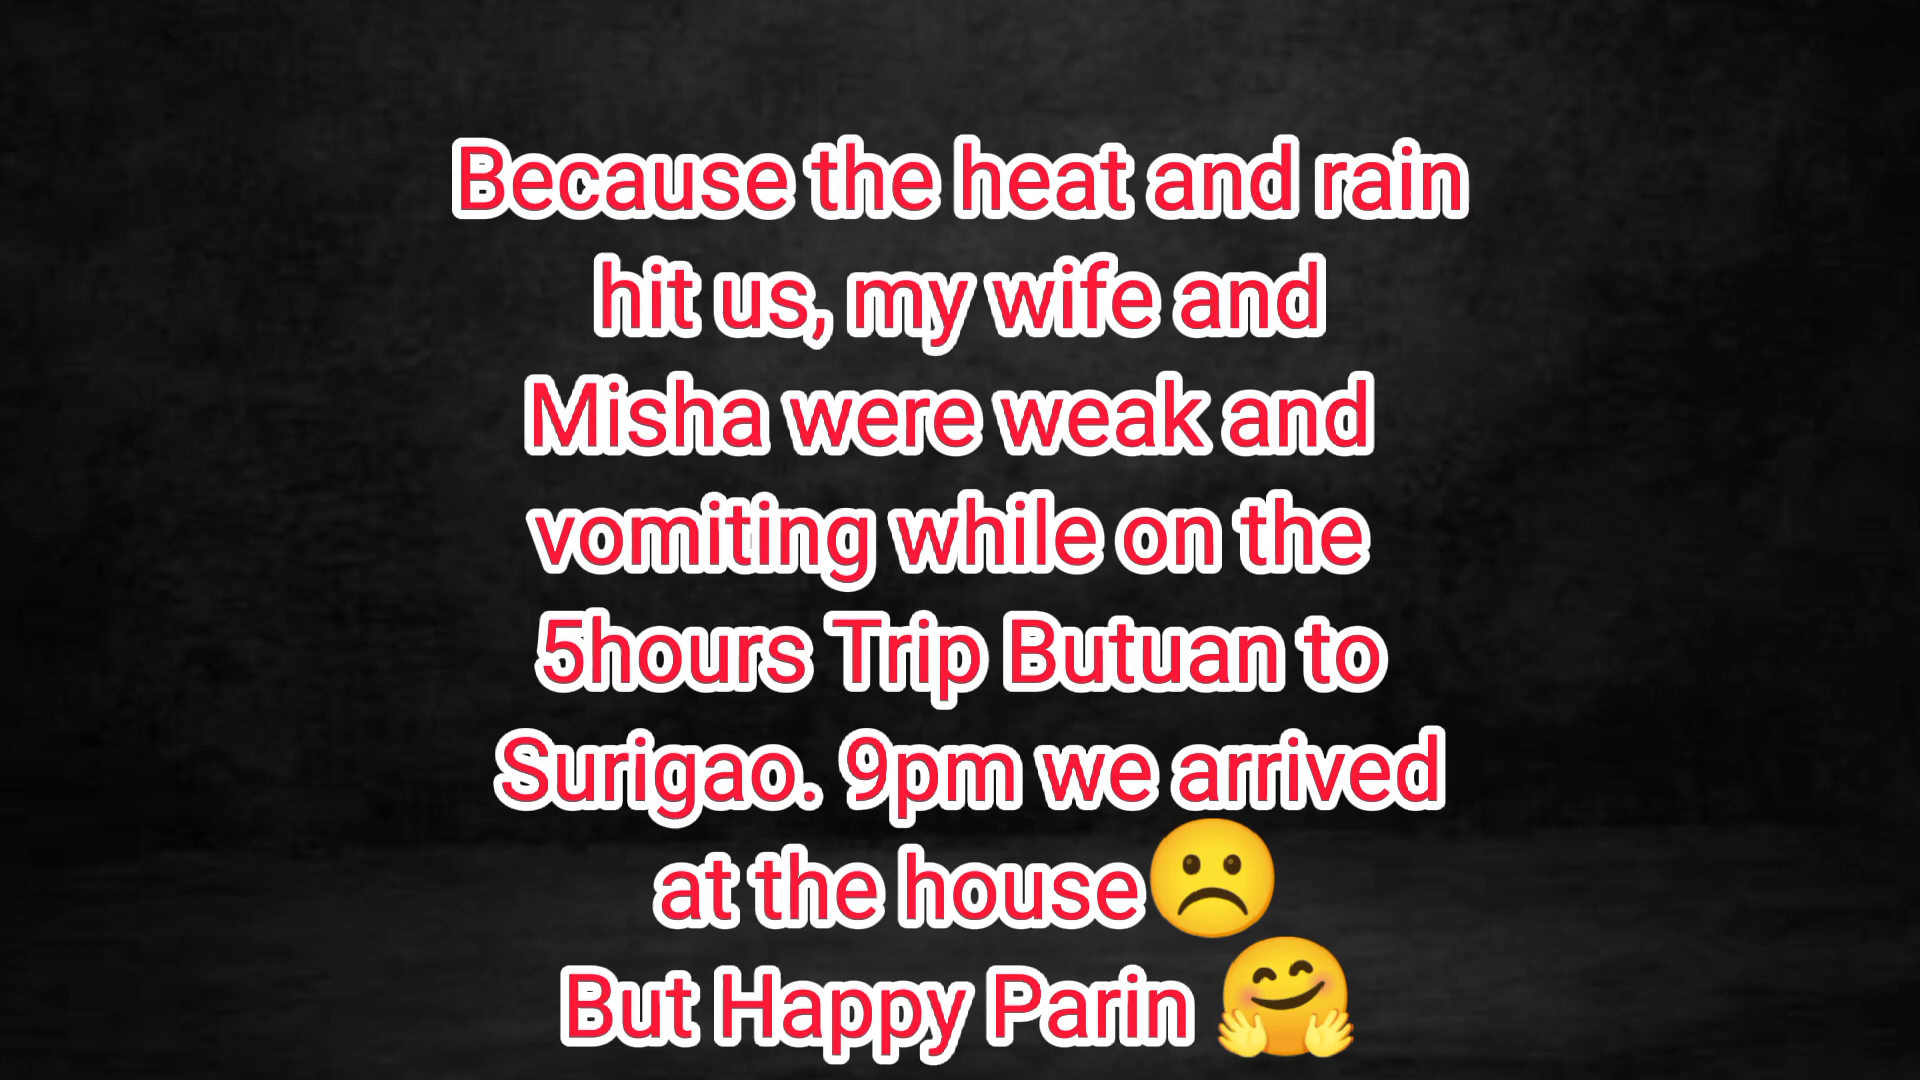 Because the heat and rain
hit us, my wife and
Misha were weak and
vomiting while on the
5hours Trip Butuan to
Surigao. 9pm we arrived
at the house☹️
But Happy Parin 🤗